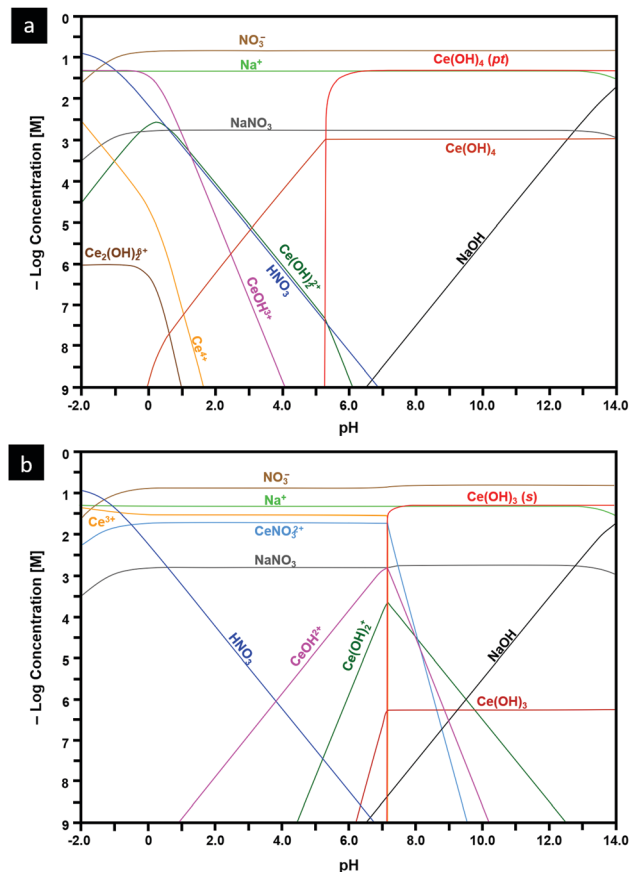 a
0
1
2
3
4
5
6
7
8
9
– Log Concentration [M]
NO₃⁻
Na⁺
Ce(OH)₄ (pt)
NaNO₃
Ce(OH)₄
Ce₂(OH)₂⁶⁺
Ce⁴⁺
CeOH³⁺
HNO₃
Ce(OH)₂²⁺
NaOH
-2.0 0 2.0 4.0 6.0 8.0 10.0 12.0 14.0
pH
b
0
1
2
3
4
5
6
7
8
9
– Log Concentration [M]
NO₃⁻
Na⁺
Ce(OH)₃ (s)
Ce³⁺
CeNO₃²⁺
NaNO₃
HNO₃
CeOH²⁺
Ce(OH)₂⁺
NaOH
Ce(OH)₃
-2.0 0 2.0 4.0 6.0 8.0 10.0 12.0 14.0
pH